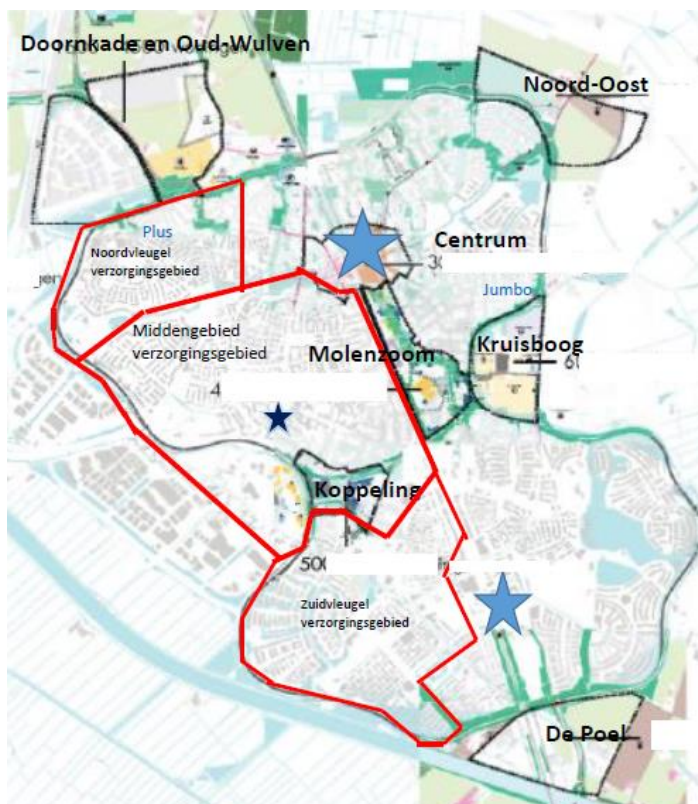 Doornkade en Oud-Wulven
Noord-Oost
Plus
Noordvleugel
verzorgingsgebied
Centrum
Jumbo
Middengebied
verzorgingsgebied
Molenzoom
Kruisboog
Koppeling
Zuidvleugel
verzorgingsgebied
De Poel